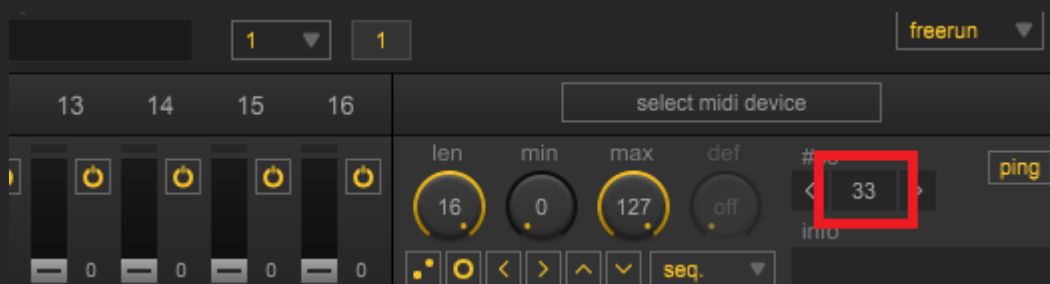 1 1 freerun
13 14 15 16 select midi device
len min max def
ping
16 0 127 off 33
info
0 0 0 0 seq.